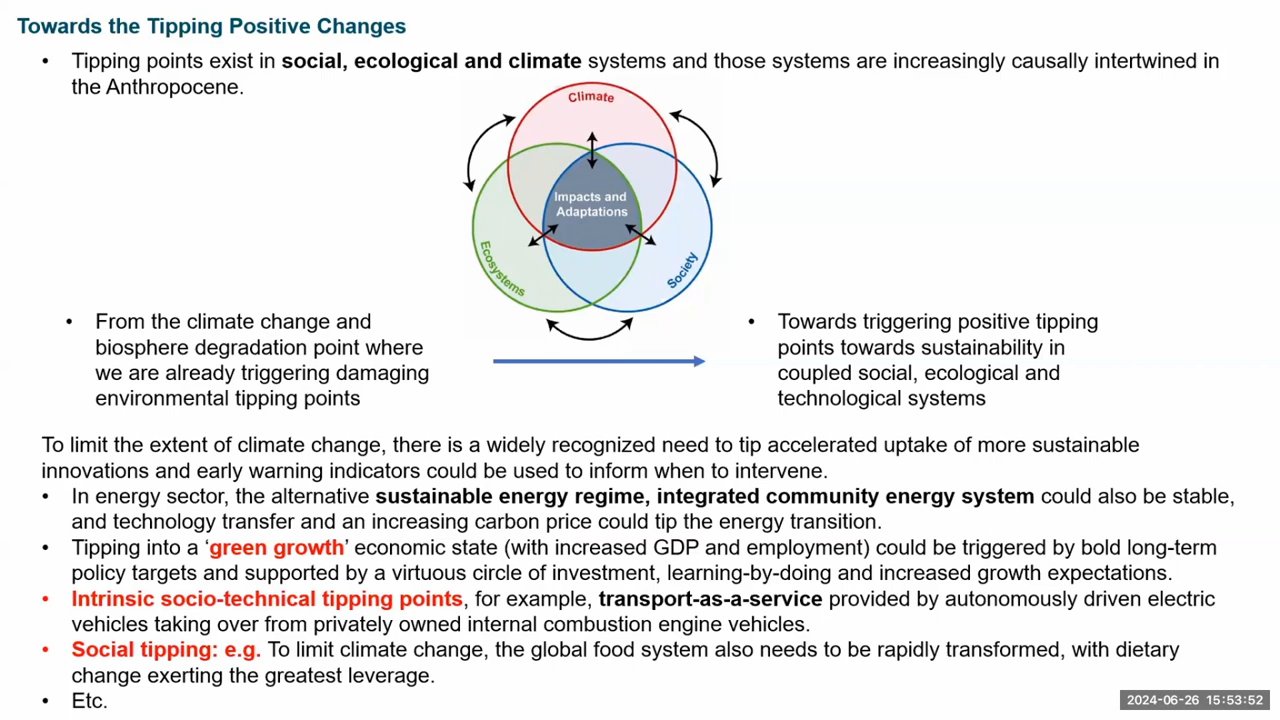 Towards the Tipping Positive Changes
• Tipping points exist in social, ecological and climate systems and those systems are increasingly causally intertwined in
the Anthropocene.
Climate
Impacts and
Adaptations
Ecosystems
Society
• From the climate change and
biosphere degradation point where
we are already triggering damaging
environmental tipping points
• Towards triggering positive tipping
points towards sustainability in
coupled social, ecological and
technological systems
To limit the extent of climate change, there is a widely recognized need to tip accelerated uptake of more sustainable
innovations and early warning indicators could be used to inform when to intervene.
• In energy sector, the alternative sustainable energy regime, integrated community energy system could also be stable,
and technology transfer and an increasing carbon price could tip the energy transition.
• Tipping into a ‘green growth’ economic state (with increased GDP and employment) could be triggered by bold long-term
policy targets and supported by a virtuous circle of investment, learning-by-doing and increased growth expectations.
• Intrinsic socio-technical tipping points, for example, transport-as-a-service provided by autonomously driven electric
vehicles taking over from privately owned internal combustion engine vehicles.
• Social tipping: e.g. To limit climate change, the global food system also needs to be rapidly transformed, with dietary
change exerting the greatest leverage.
• Etc.
2024-06-26 15:53:52